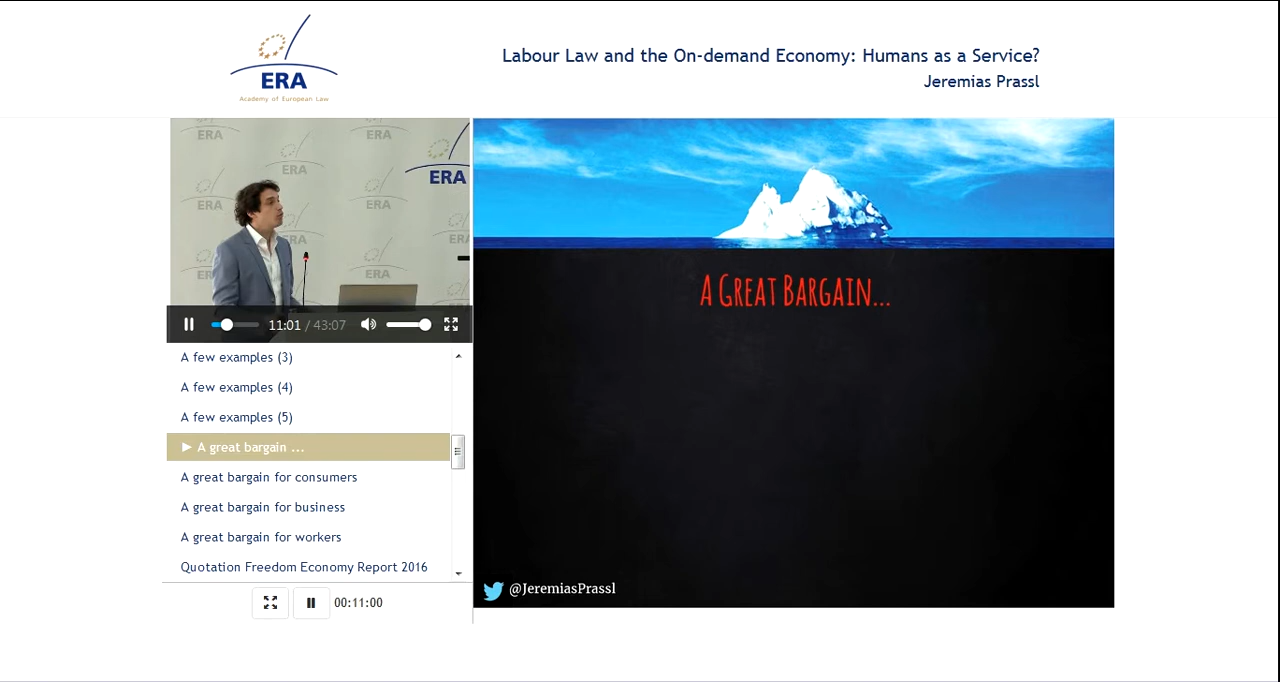 ERA
Academy of European Law
Labour Law and the On-demand Economy: Humans as a Service?
Jeremias Prassl
ERA
ERA
ERA
ERA
ERA
ERA
ERA
ERA
11:01 / 43:07
A few examples (3)
A few examples (4)
A few examples (5)
► A great bargain ...
A great bargain for consumers
A great bargain for business
A great bargain for workers
Quotation Freedom Economy Report 2016
00:11:00
A Great Bargain...
@JeremiasPrassl